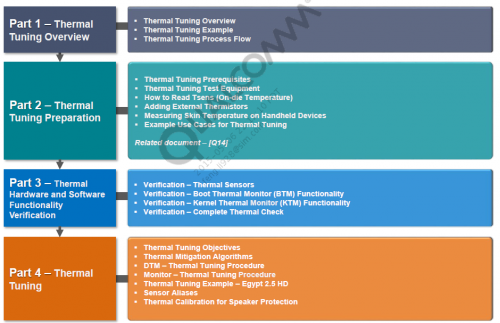 Part 1 – Thermal
Tuning Overview
• Thermal Tuning Overview
• Thermal Tuning Example
• Thermal Tuning Process Flow
Part 2 – Thermal
Tuning Preparation
• Thermal Tuning Prerequisites
• Thermal Tuning Test Equipment
• How to Read Tsens (On-die Temperature)
• Adding External Thermistors
• Measuring Skin Temperature on Handheld Devices
• Example Use Cases for Thermal Tuning
Related document – [Q14]
Part 3 – Thermal
Hardware and Software
Functionality
Verification
• Verification – Thermal Sensors
• Verification – Boot Thermal Monitor (BTM) Functionality
• Verification – Kernel Thermal Monitor (KTM) Functionality
• Verification – Complete Thermal Check
Part 4 – Thermal
Tuning
• Thermal Tuning Objectives
• Thermal Mitigation Algorithms
• DTM – Thermal Tuning Procedure
• Monitor – Thermal Tuning Procedure
• Thermal Tuning Example – Egypt 2.5 HD
• Sensor Aliases
• Thermal Calibration for Speaker Protection
QUALCOMM